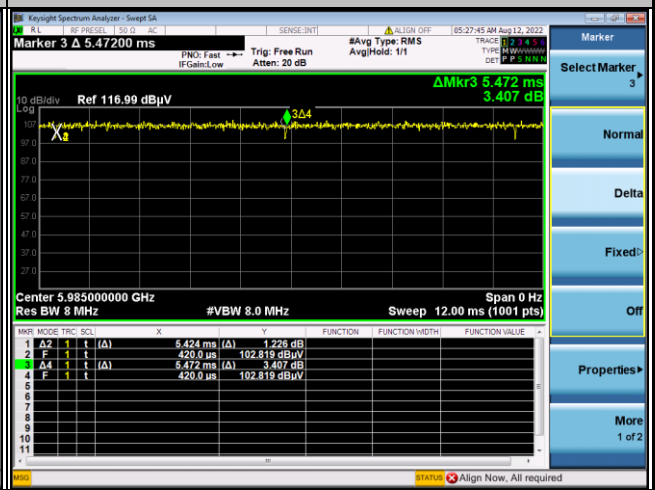 Keysight Spectrum Analyzer - Swept SA
RL RF PRESEL 50 Ω AC SENSE:INT ALIGN OFF 05:27:45 AM Aug 12, 2022
Marker 3 Δ 5.47200 ms
PNO: Fast
IFGain:Low
Trig: Free Run
Atten: 20 dB
#Avg Type: RMS
Avg|Hold: 1/1
TRACE 1 2 3 4 5 6
TYPE MWWWWW
DET P P S N N N
ΔMkr3 5.472 ms
3.407 dB
10 dB/div Ref 116.99 dBµV
Log
107
97.0
87.0
77.0
67.0
57.0
47.0
37.0
27.0
3Δ4
Center 5.985000000 GHz Span 0 Hz
Res BW 8 MHz #VBW 8.0 MHz Sweep 12.00 ms (1001 pts)
MKR MODE TRC SCL X Y FUNCTION FUNCTION WIDTH FUNCTION VALUE
1 Δ2 1 t (Δ) 5.424 ms (Δ) 1.226 dB
2 F 1 t 420.0 µs 102.819 dBµV
3 Δ4 1 t (Δ) 5.472 ms (Δ) 3.407 dB
4 F 1 t 420.0 µs 102.819 dBµV
5
6
7
8
9
10
11
MSG STATUS Align Now, All required
Marker
Select Marker
3
Normal
Delta
Fixed
Off
Properties
More
1 of 2